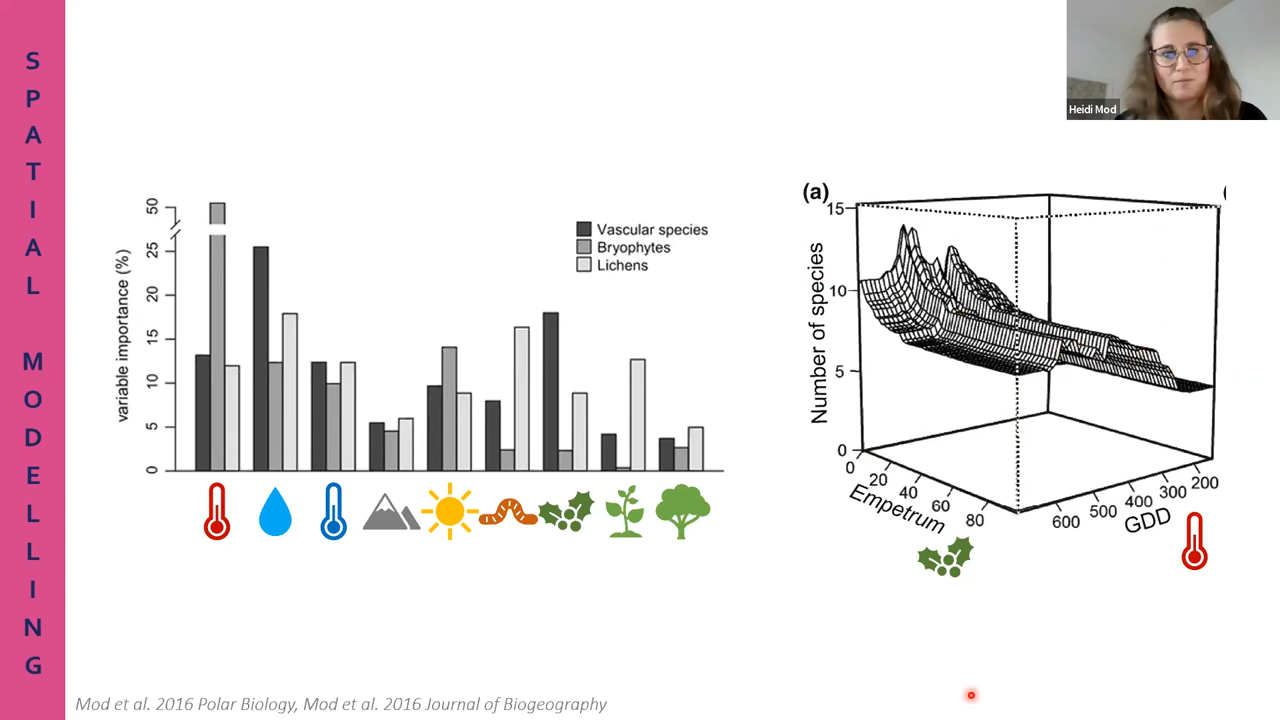 SPATIAL MODELLING
Heidi Mod
variable importance (%)
50
25
20
15
10
5
0
Vascular species
Bryophytes
Lichens
(a)
(
Number of species
15
10
5
0
0
20
40
60
80
Empetrum
600
500
400
300
200
GDD
Mod et al. 2016 Polar Biology, Mod et al. 2016 Journal of Biogeography